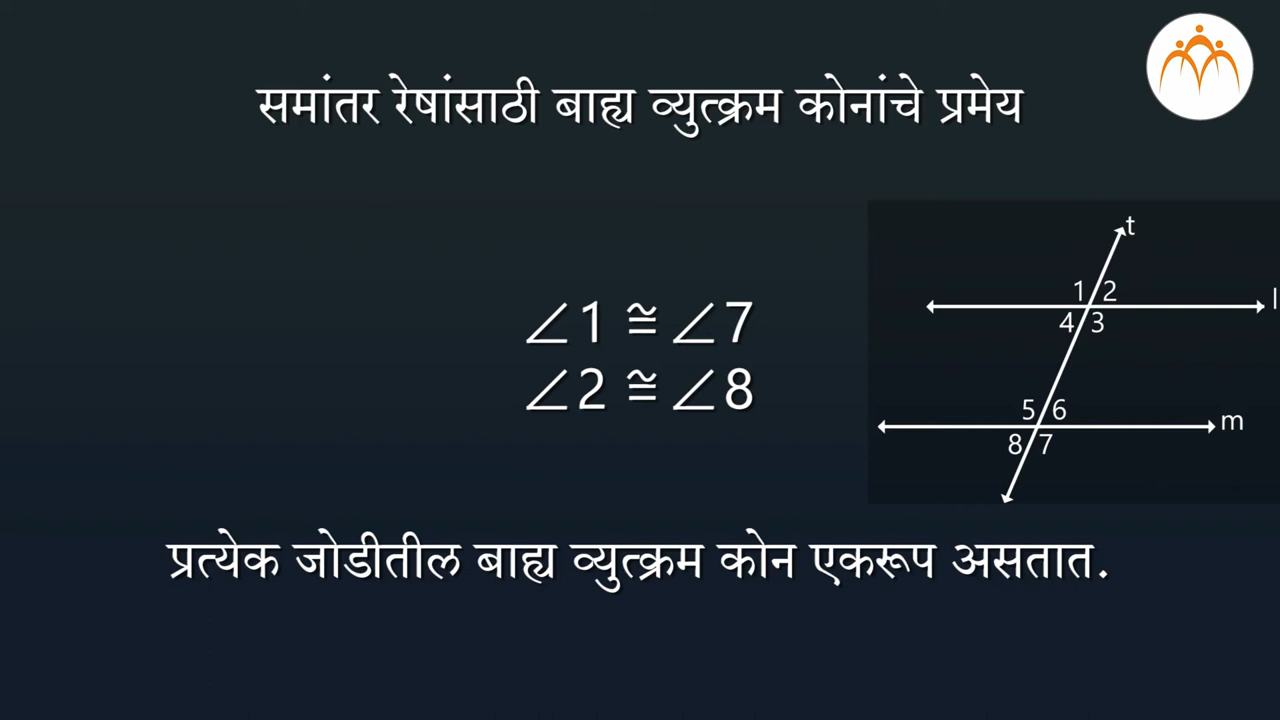 समांतर रेषांसाठी बाह्य व्युत्क्रम कोनांचे प्रमेय
t
1 2
l
4 3
∠1 ≅ ∠7
∠2 ≅ ∠8
5 6
m
8 7
प्रत्येक जोडीतील बाह्य व्युत्क्रम कोन एकरूप असतात.